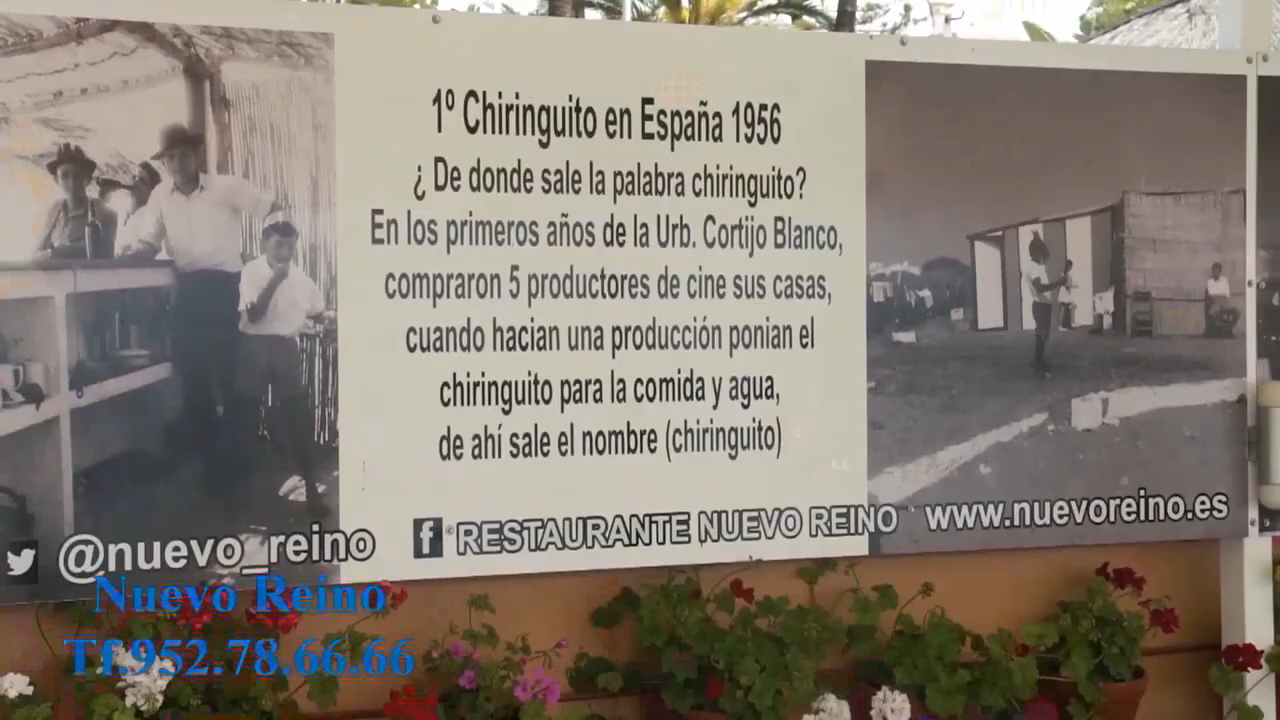 1º Chiringuito en España 1956
¿ De donde sale la palabra chiringuito?
En los primeros años de la Urb. Cortijo Blanco,
compraron 5 productores de cine sus casas,
cuando hacian una producción ponian el
chiringuito para la comida y agua,
de ahí sale el nombre (chiringuito)
@nuevo_reino
f RESTAURANTE NUEVO REINO
www.nuevoreino.es
Nuevo Reino
Tf.952.78.66.66